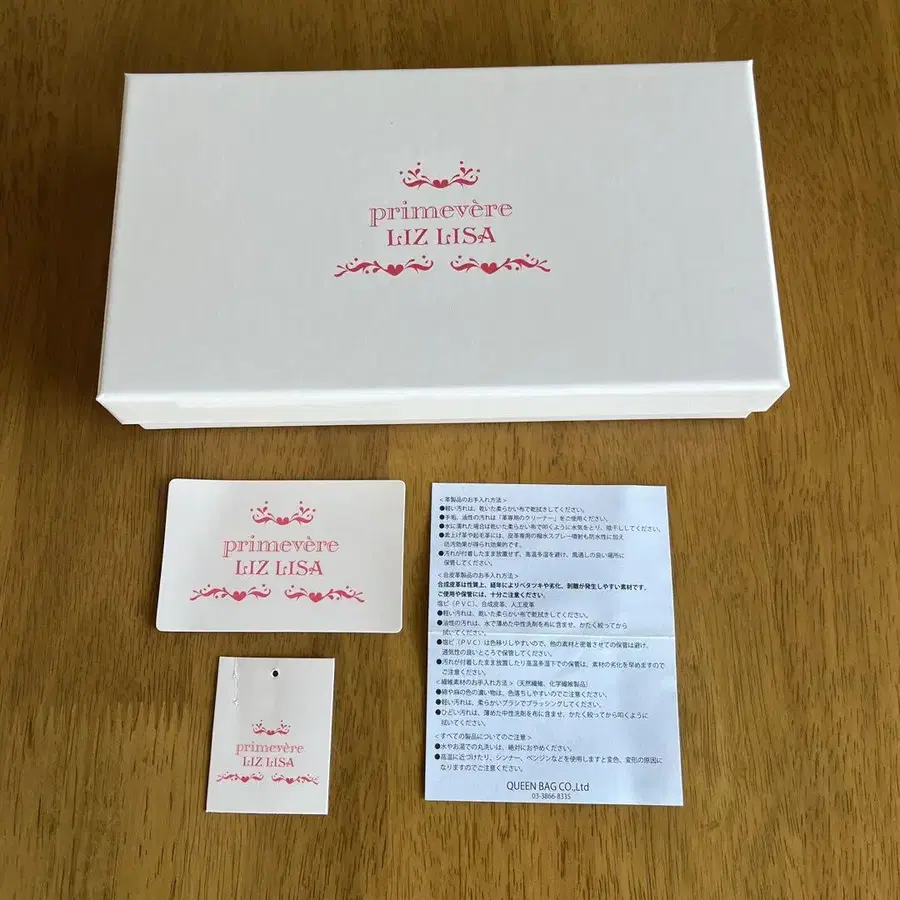 primevère
LIZ LISA
primevère
LIZ LISA
primevère
LIZ LISA
<革製品のお手入れ方法>
●軽い汚れは、乾いた柔らかい布で乾拭きしてください。
●手垢、油性の汚れは「革専用のクリーナー」をご使用ください。
●水に濡れた場合は乾いた柔らかい布で叩くように水気をとり、陰干ししてください。
●素上げ革や起毛革には、皮革専用の撥水スプレー噴射も防水性に加え
防汚効果が得られ効果的です。
●汚れが付着したまま放置せず、高温多湿を避け、風通しの良い場所に
保管してください。
<合皮革製品のお手入れ方法>
合成皮革は性質上、経年によりベタツキや劣化、剥離が発生しやすい素材です。
ご使用や保管には、十分ご注意ください。
塩ビ(PVC)、合成皮革、人工皮革
●軽い汚れは、乾いた柔らかい布で乾拭きしてください。
●油性の汚れは、水で薄めた中性洗剤を布に含ませ、かたく絞ってから
拭いてください。
●塩ビ(PVC)は色移りしやすいので、他の素材と密着させての保管は避け、
通気性の良いところで保管してください。
●汚れが付着したまま放置したり高温多湿下での保管は、素材の劣化を早めますので
ご注意ください。
<繊維素材のお手入れ方法>(天然繊維、化学繊維製品)
●綿や麻の色の濃い物は、色落ちしやすいのでご注意ください。
●軽い汚れは、柔らかいブラシでブラッシングしてください。
●ひどい汚れは、薄めた中性洗剤を布に含ませ、かたく絞ってから叩くように
拭いてください。
<すべての製品についてのご注意>
●水やお湯での丸洗いは、絶対におやめください。
●高温に近づけたり、シンナー、ベンジンなどを使用しますと変色、変形の原因に
なりますのでご注意ください。
QUEEN BAG CO.,Ltd
03-3866-8335